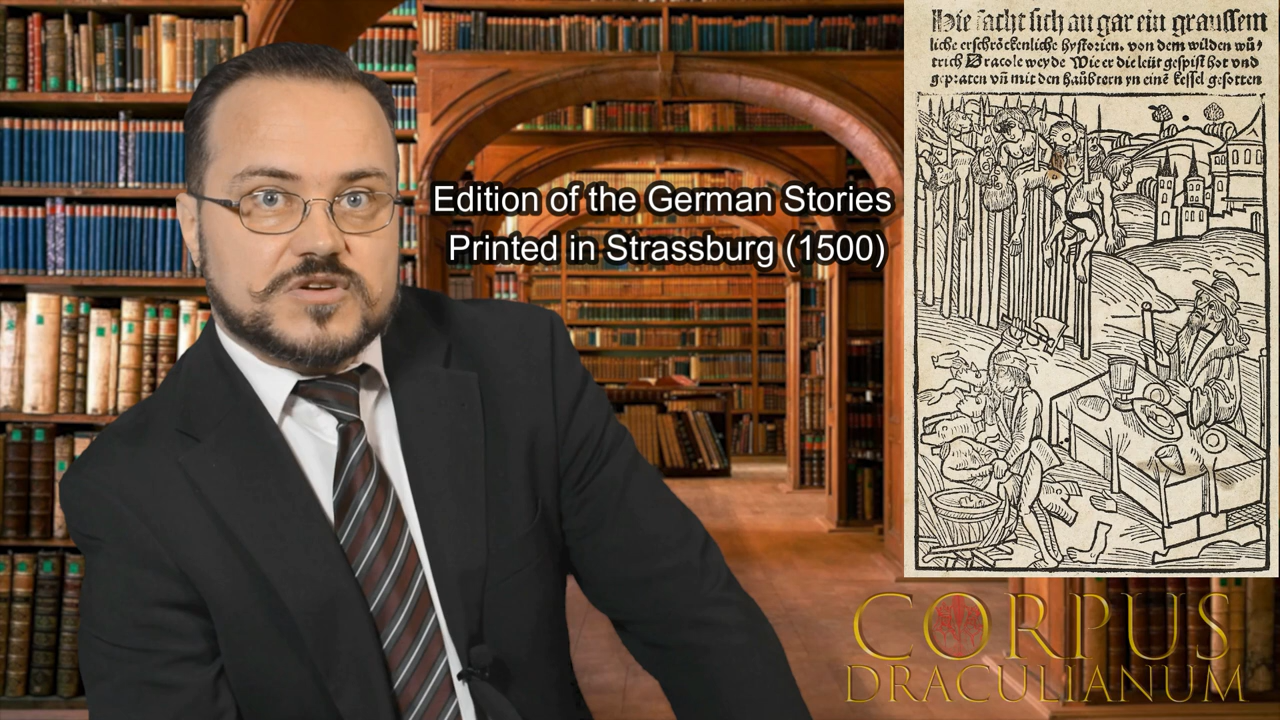 Hie facht sich an gar ein graussem
liche erschröckenliche hystorien, von dem wilden wü/
trich Dracole weyde Wie er die leüt gespist hot vnd
gepraten vñ mit den haübtern yn einẽ kessel gesotten
Edition of the German Stories
Printed in Strassburg (1500)
CORPUS
DRACULIANUM